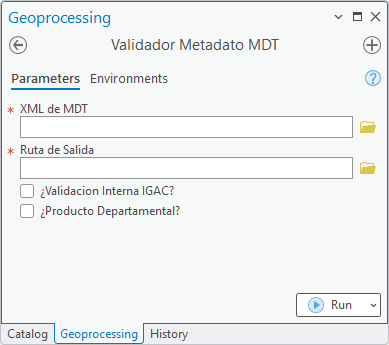 Geoprocessing
Validador Metadato MDT
Parameters Environments
?
* XML de MDT
* Ruta de Salida
¿Validacion Interna IGAC?
¿Producto Departamental?
Run
Catalog Geoprocessing History